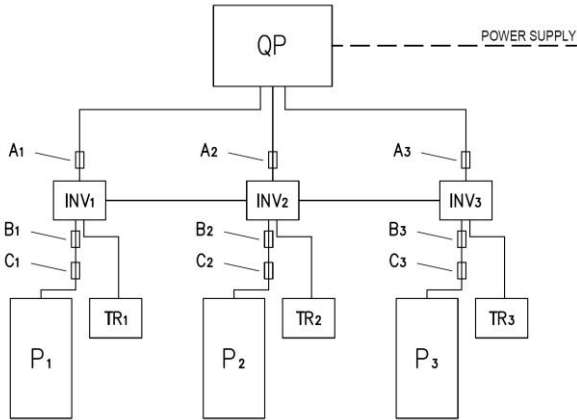 QP
POWER SUPPLY
A1
A2
A3
INV1
INV2
INV3
B1
B2
B3
C1
C2
C3
P1
TR1
P2
TR2
P3
TR3